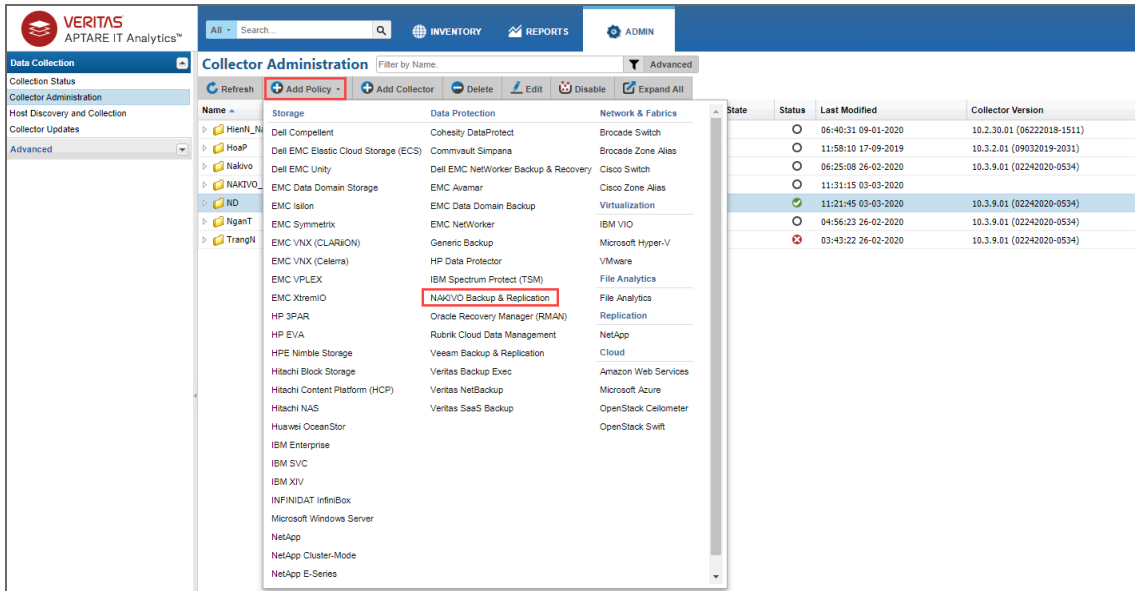 VERITAS
APTARE IT Analytics™
All Search...
INVENTORY
REPORTS
ADMIN
Data Collection
Collection Status
Collector Administration
Host Discovery and Collection
Collector Updates
Advanced
Collector Administration Filter by Name. Advanced
Refresh Add Policy Add Collector Delete Edit Disable Expand All
Name State Status Last Modified Collector Version
HienN_Na 06:40:31 09-01-2020 10.2.30.01 (06222018-1511)
HoaP 11:58:10 17-09-2019 10.3.2.01 (09032019-2031)
Nakivo 06:25:08 26-02-2020 10.3.9.01 (02242020-0534)
NAKIVO_ 11:31:15 03-03-2020
ND 11:21:45 03-03-2020 10.3.9.01 (02242020-0534)
NganT 04:56:23 26-02-2020 10.3.9.01 (02242020-0534)
TrangN 03:43:22 26-02-2020 10.3.9.01 (02242020-0534)
Storage
Dell Compellent
Dell EMC Elastic Cloud Storage (ECS)
Dell EMC Unity
EMC Data Domain Storage
EMC Isilon
EMC Symmetrix
EMC VNX (CLARiiON)
EMC VNX (Celerra)
EMC VPLEX
EMC XtremIO
HP 3PAR
HP EVA
HPE Nimble Storage
Hitachi Block Storage
Hitachi Content Platform (HCP)
Hitachi NAS
Huawei OceanStor
IBM Enterprise
IBM SVC
IBM XIV
INFINIDAT InfiniBox
Microsoft Windows Server
NetApp
NetApp Cluster-Mode
NetApp E-Series
Data Protection
Cohesity DataProtect
Commvault Simpana
Dell EMC NetWorker Backup & Recovery
EMC Avamar
EMC Data Domain Backup
EMC NetWorker
Generic Backup
HP Data Protector
IBM Spectrum Protect (TSM)
NAKIVO Backup & Replication
Oracle Recovery Manager (RMAN)
Rubrik Cloud Data Management
Veeam Backup & Replication
Veritas Backup Exec
Veritas NetBackup
Veritas SaaS Backup
Network & Fabrics
Brocade Switch
Brocade Zone Alias
Cisco Switch
Cisco Zone Alias
Virtualization
IBM VIO
Microsoft Hyper-V
VMware
File Analytics
File Analytics
Replication
NetApp
Cloud
Amazon Web Services
Microsoft Azure
OpenStack Ceilometer
OpenStack Swift